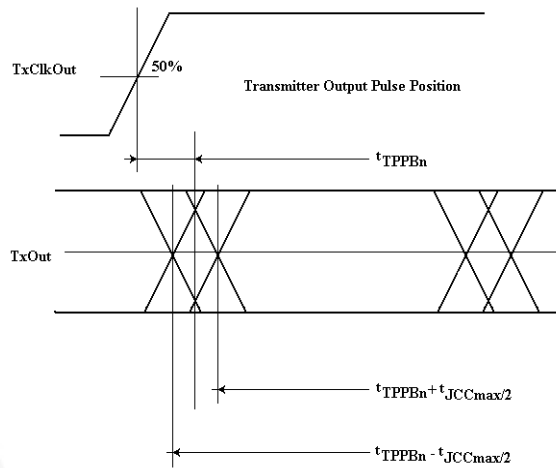 TxClkOut
50%
Transmitter Output Pulse Position
tTPPBn
TxOut
tTPPBn + tJCCmax/2
tTPPBn - tJCCmax/2